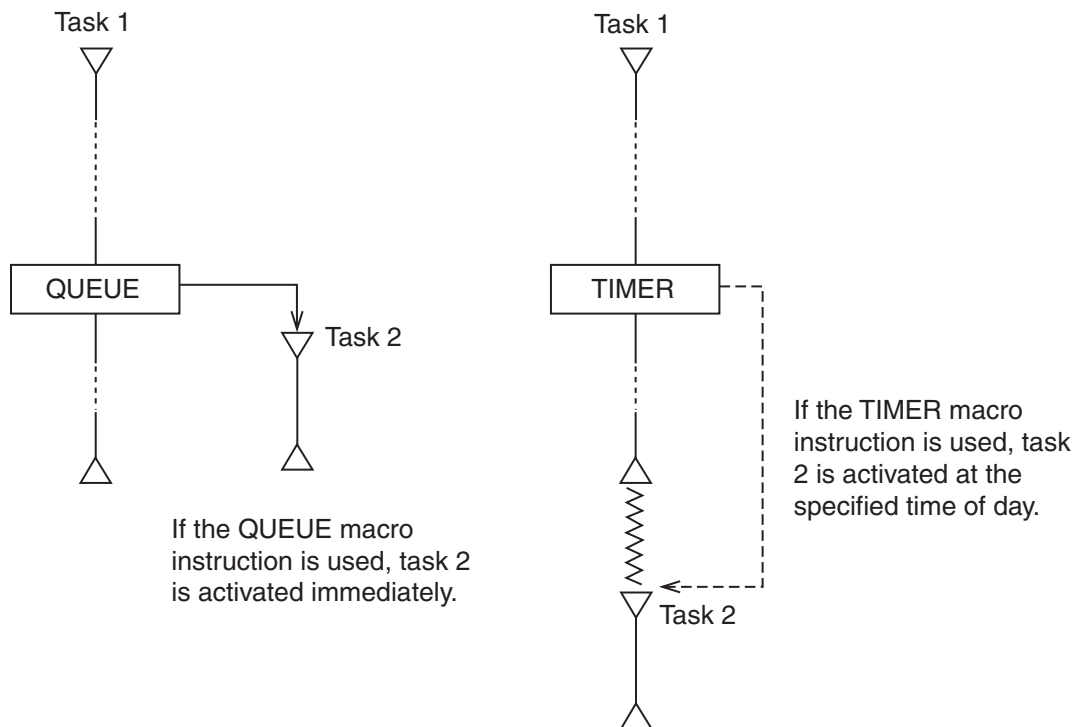 Task 1
QUEUE
Task 2
If the QUEUE macro
instruction is used, task 2
is activated immediately.
Task 1
TIMER
If the TIMER macro
instruction is used, task
2 is activated at the
specified time of day.
Task 2